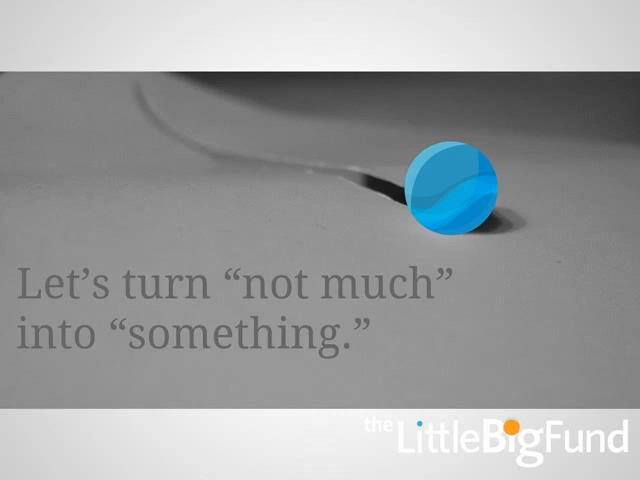 Let’s turn “not much”
into “something.”
the LittleBigFund